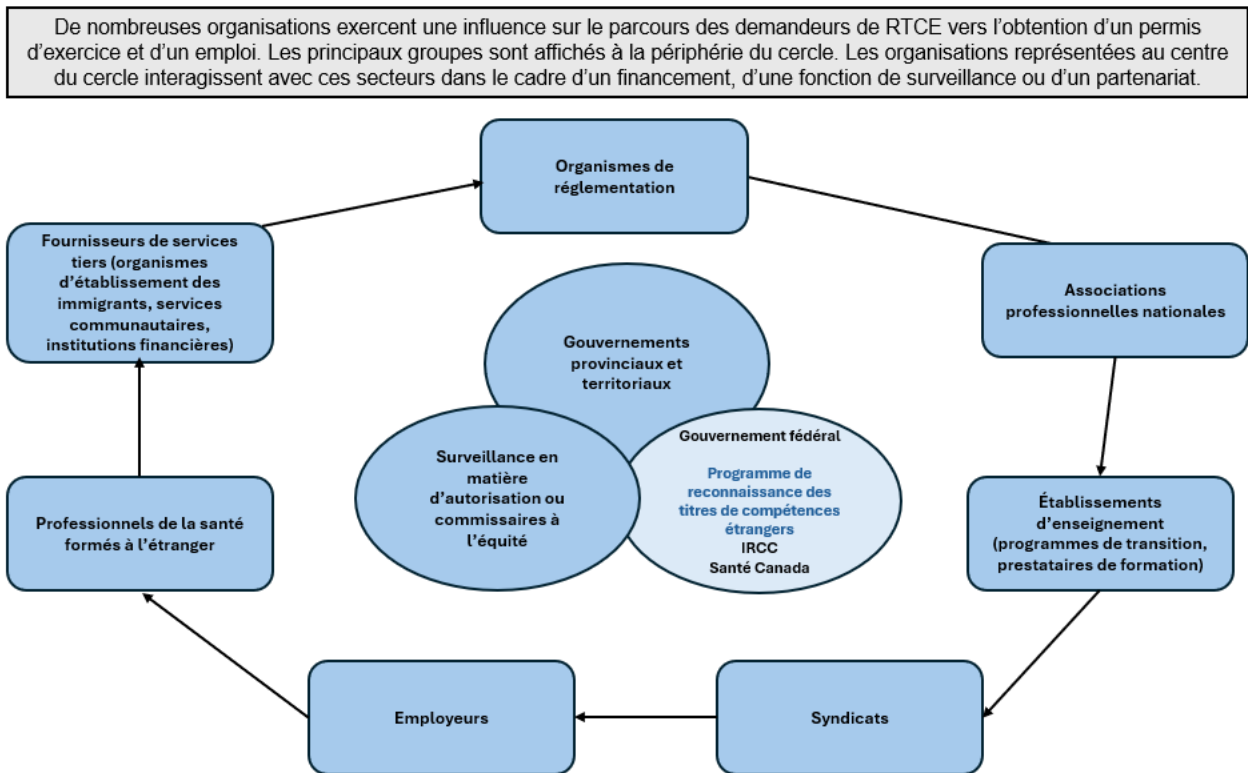 De nombreuses organisations exercent une influence sur le parcours des demandeurs de RTCE vers l’obtention d’un permis
d’exercice et d’un emploi. Les principaux groupes sont affichés à la périphérie du cercle. Les organisations représentées au centre
du cercle interagissent avec ces secteurs dans le cadre d’un financement, d’une fonction de surveillance ou d’un partenariat.
Organismes de
réglementation
Associations
professionnelles nationales
Établissements
d’enseignement
(programmes de transition,
prestataires de formation)
Syndicats
Employeurs
Professionnels de la santé
formés à l’étranger
Fournisseurs de services
tiers (organismes
d’établissement des
immigrants, services
communautaires,
institutions financières)
Gouvernements
provinciaux et
territoriaux
Surveillance en
matière
d’autorisation ou
commissaires à
l’équité
Gouvernement fédéral
Programme de
reconnaissance des
titres de compétences
étrangers
IRCC
Santé Canada